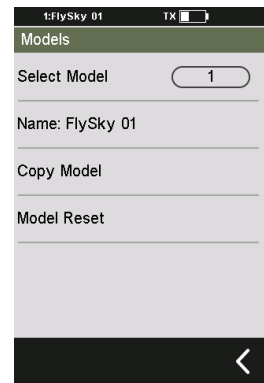 1:FlySky 01 TX
Models
Select Model 1
Name: FlySky 01
Copy Model
Model Reset